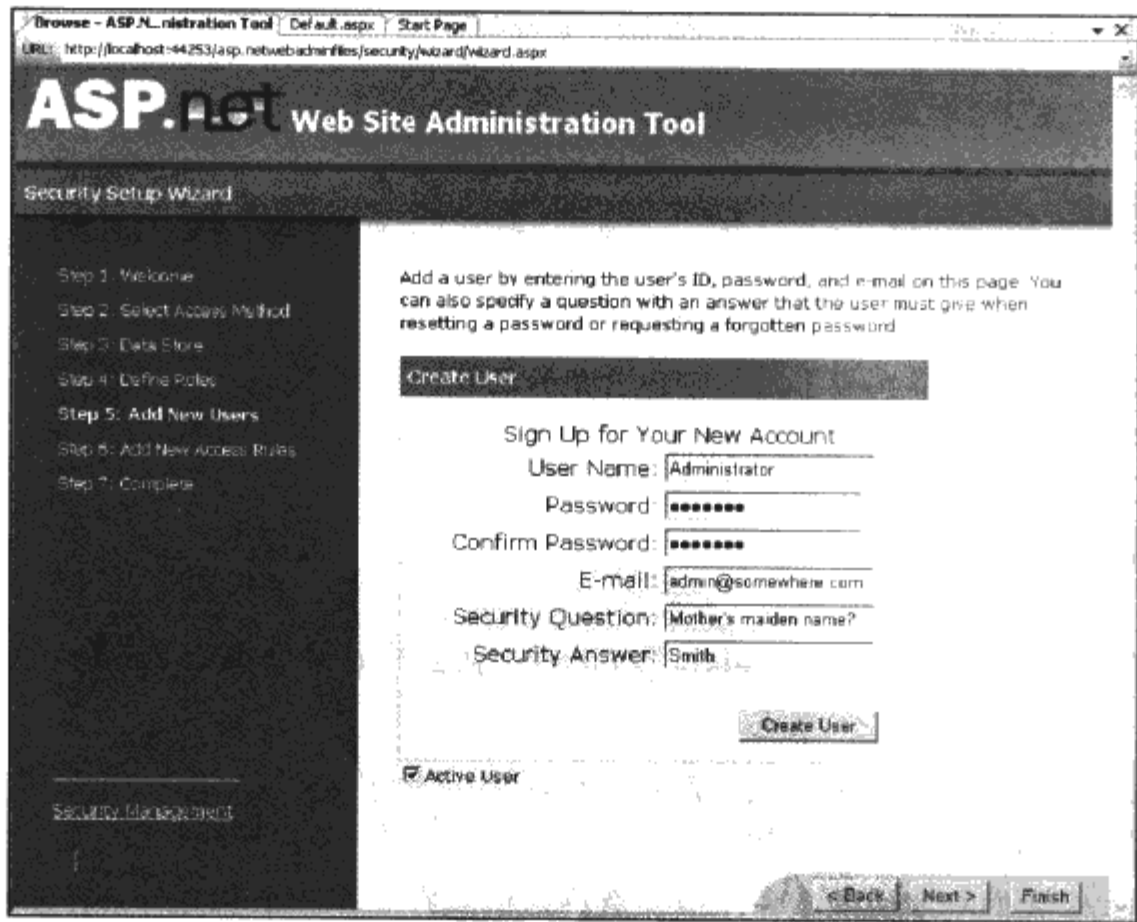 Browse - ASP.N...nistration Tool Default.aspx Start Page
URL: http://localhost:44253/asp.netwebadminfiles/security/wizard/wizard.aspx
ASP.net Web Site Administration Tool
Security Setup Wizard
Step 1: Welcome
Step 2: Select Access Method
Step 3: Data Store
Step 4: Define Roles
Step 5: Add New Users
Step 6: Add New Access Rules
Step 7: Complete
Security Management
Add a user by entering the user's ID, password, and e-mail on this page. You
can also specify a question with an answer that the user must give when
resetting a password or requesting a forgotten password
Create User
Sign Up for Your New Account
User Name: Administrator
Password: •••••••
Confirm Password: •••••••
E-mail: admin@somewhere.com
Security Question: Mother's maiden name?
Security Answer: Smith
Create User
Active User
< Back Next > Finish